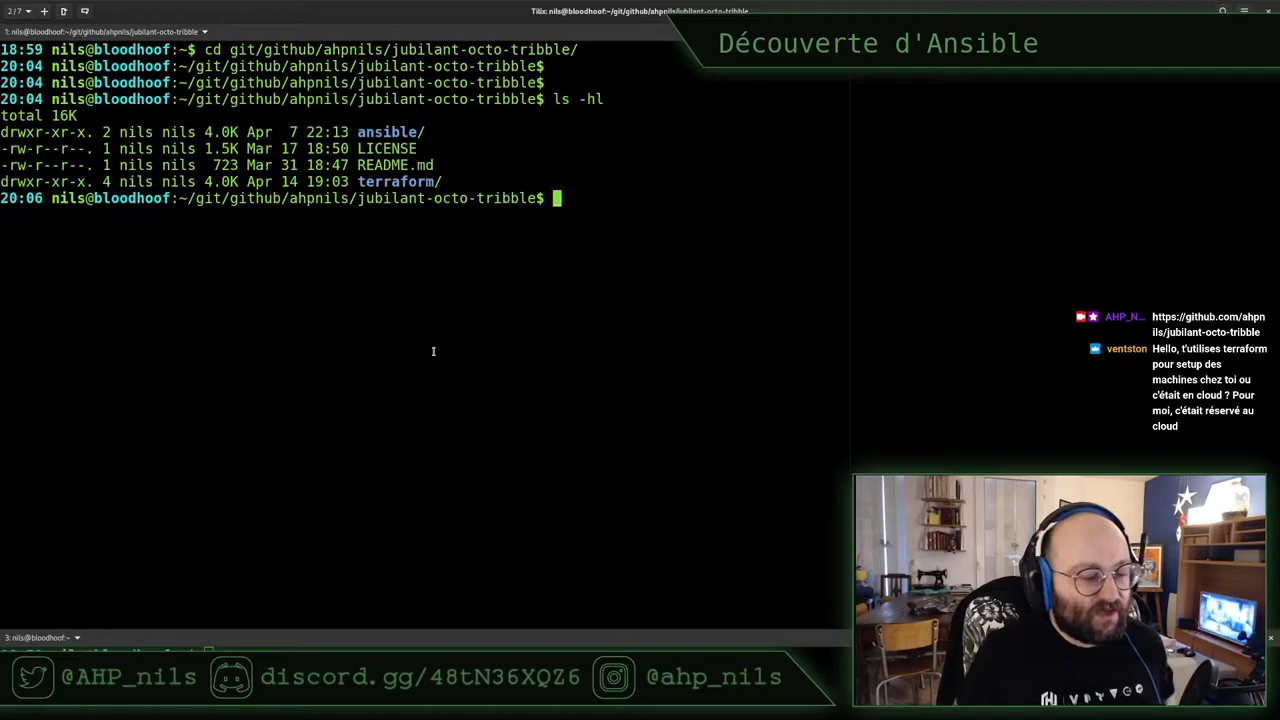 2/7
Tilix: nils@bloodhoof:~/git/github/ahpnils/jubilant-octo-tribble
1: nils@bloodhoof:~/git/github/ahpnils/jubilant-octo-tribble
Découverte d'Ansible
18:59 nils@bloodhoof:~$ cd git/github/ahpnils/jubilant-octo-tribble/
20:04 nils@bloodhoof:~/git/github/ahpnils/jubilant-octo-tribble$
20:04 nils@bloodhoof:~/git/github/ahpnils/jubilant-octo-tribble$
20:04 nils@bloodhoof:~/git/github/ahpnils/jubilant-octo-tribble$ ls -hl
total 16K
drwxr-xr-x. 2 nils nils 4.0K Apr  7 22:13 ansible/
-rw-r--r--. 1 nils nils 1.5K Mar 17 18:50 LICENSE
-rw-r--r--. 1 nils nils  723 Mar 31 18:47 README.md
drwxr-xr-x. 4 nils nils 4.0K Apr 14 19:03 terraform/
20:06 nils@bloodhoof:~/git/github/ahpnils/jubilant-octo-tribble$
AHP_N... https://github.com/ahpn
ils/jubilant-octo-tribble
ventston Hello, t'utilises terraform
pour setup des
machines chez toi ou
c'était en cloud ? Pour
moi, c'était réservé au
cloud
3: nils@bloodhoof:~
@AHP_nils discord.gg/48tN36XQZ6 @ahp_nils